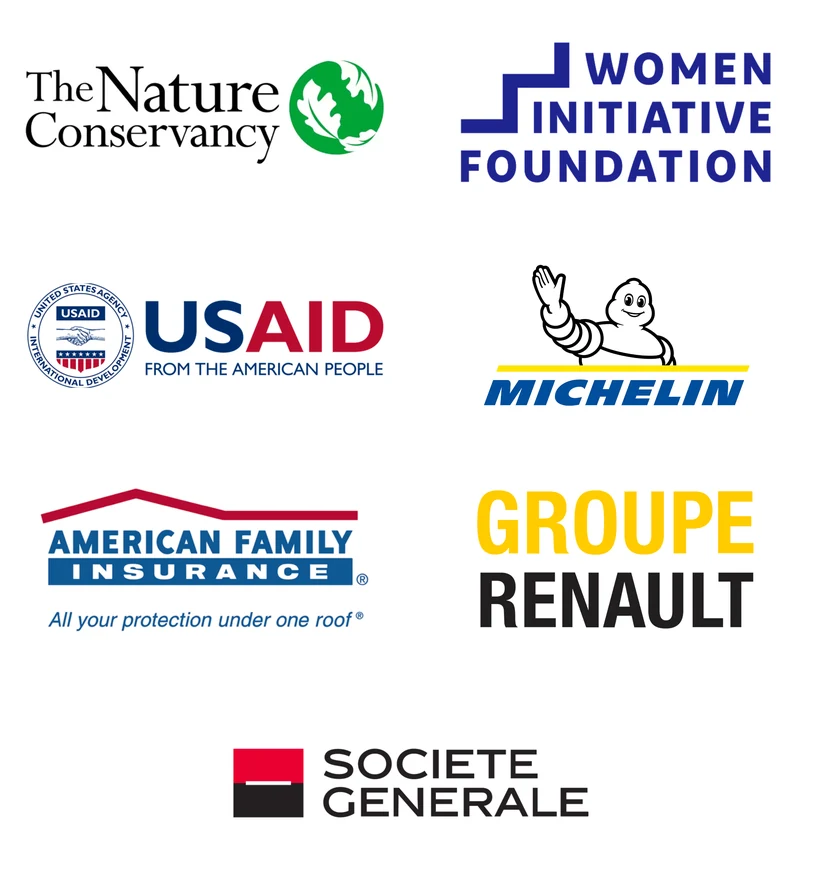 The Nature
Conservancy
WOMEN
INITIATIVE
FOUNDATION
UNITED STATES AGENCY
USAID
INTERNATIONAL DEVELOPMENT
USAID
FROM THE AMERICAN PEOPLE
MICHELIN
AMERICAN FAMILY
INSURANCE ®
All your protection under one roof®
GROUPE
RENAULT
SOCIETE
GENERALE